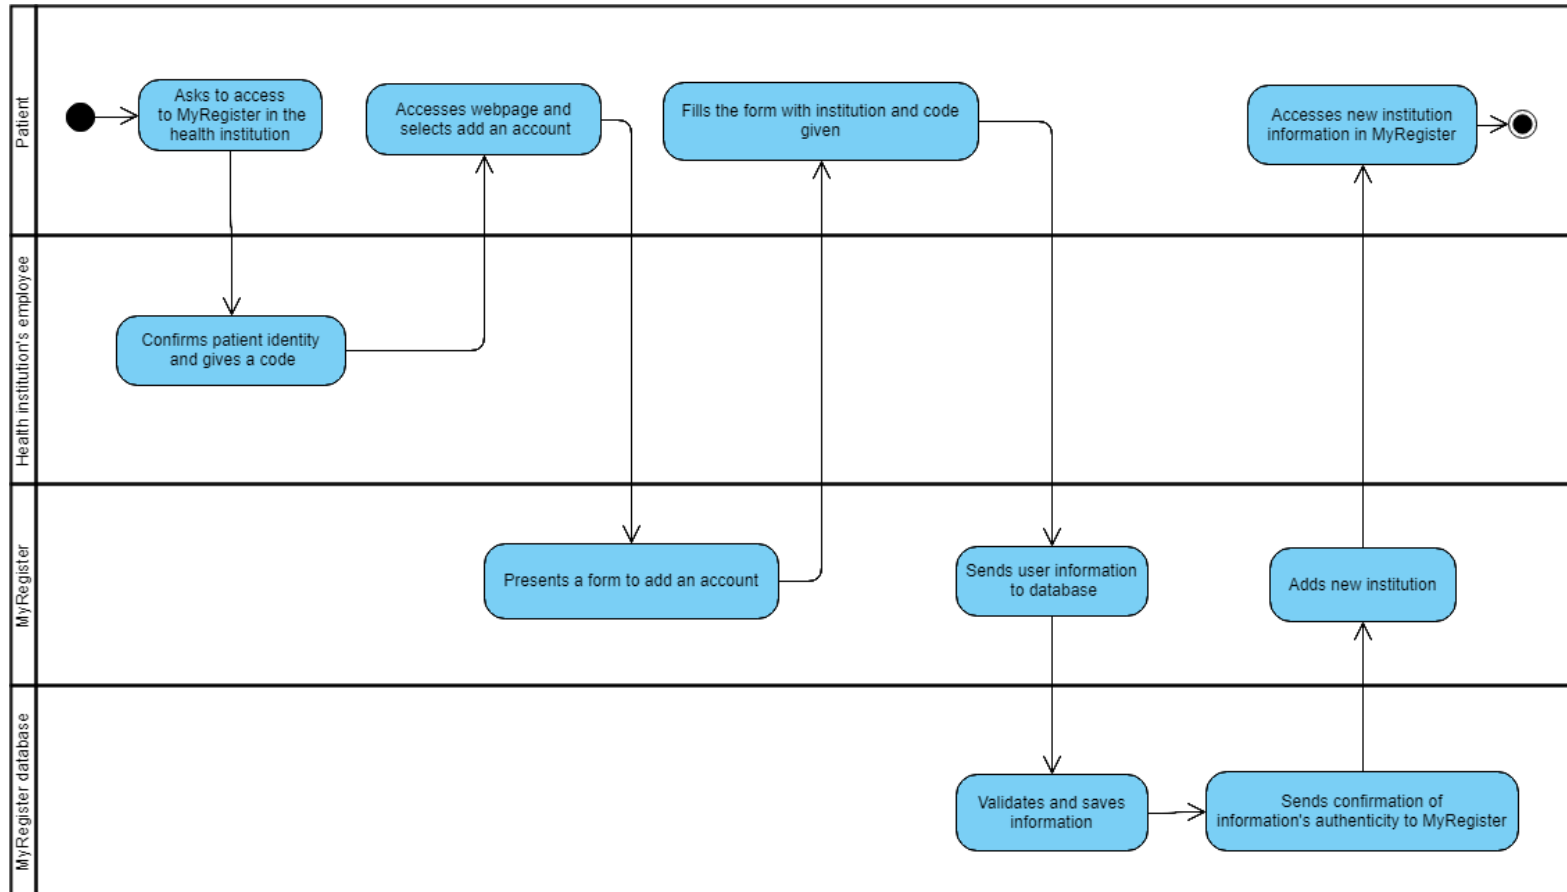 Patient
Asks to access
to MyRegister in the
health institution
Accesses webpage and
selects add an account
Fills the form with institution and code
given
Accesses new institution
information in MyRegister
Health institution's employee
Confirms patient identity
and gives a code
MyRegister
Presents a form to add an account
Sends user information
to database
Adds new institution
MyRegister database
Validates and saves
information
Sends confirmation of
information's authenticity to MyRegister